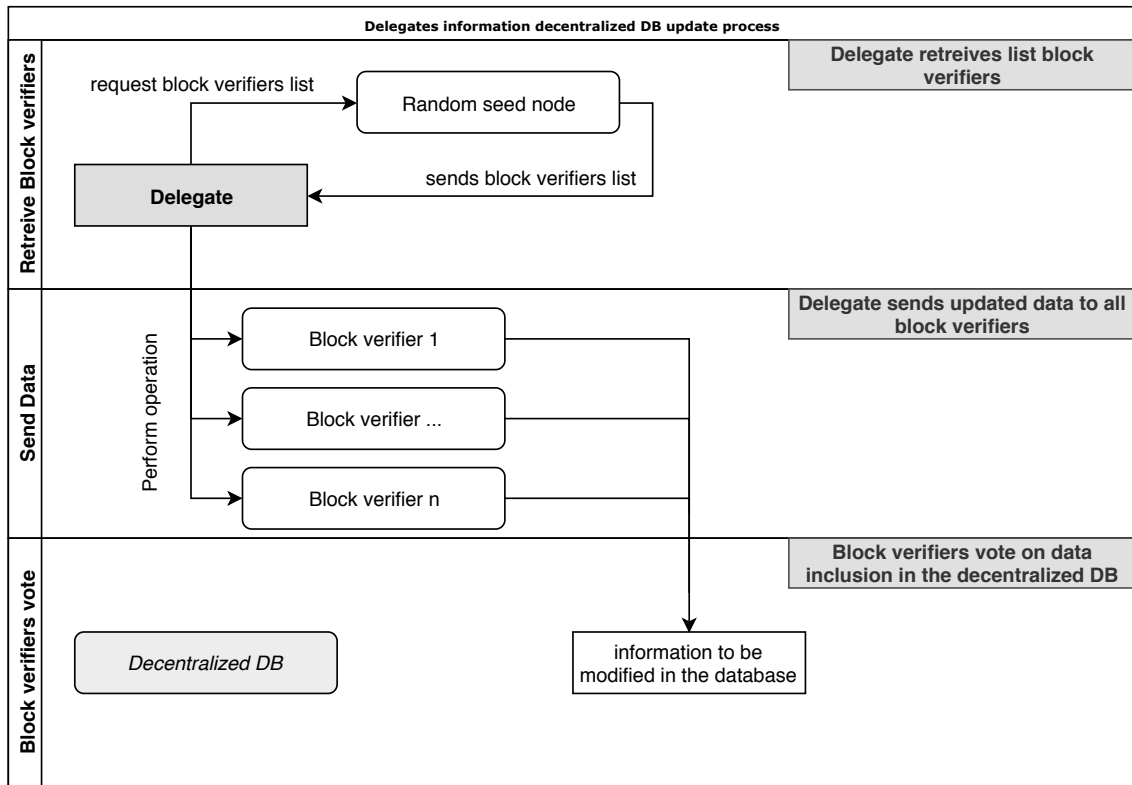 Delegates information decentralized DB update process
Retreive Block verifiers
Delegate retreives list block
verifiers
request block verifiers list
Random seed node
sends block verifiers list
Delegate
Send Data
Delegate sends updated data to all
block verifiers
Perform operation
Block verifier 1
Block verifier ...
Block verifier n
Block verifiers vote
Block verifiers vote on data
inclusion in the decentralized DB
Decentralized DB
information to be
modified in the database